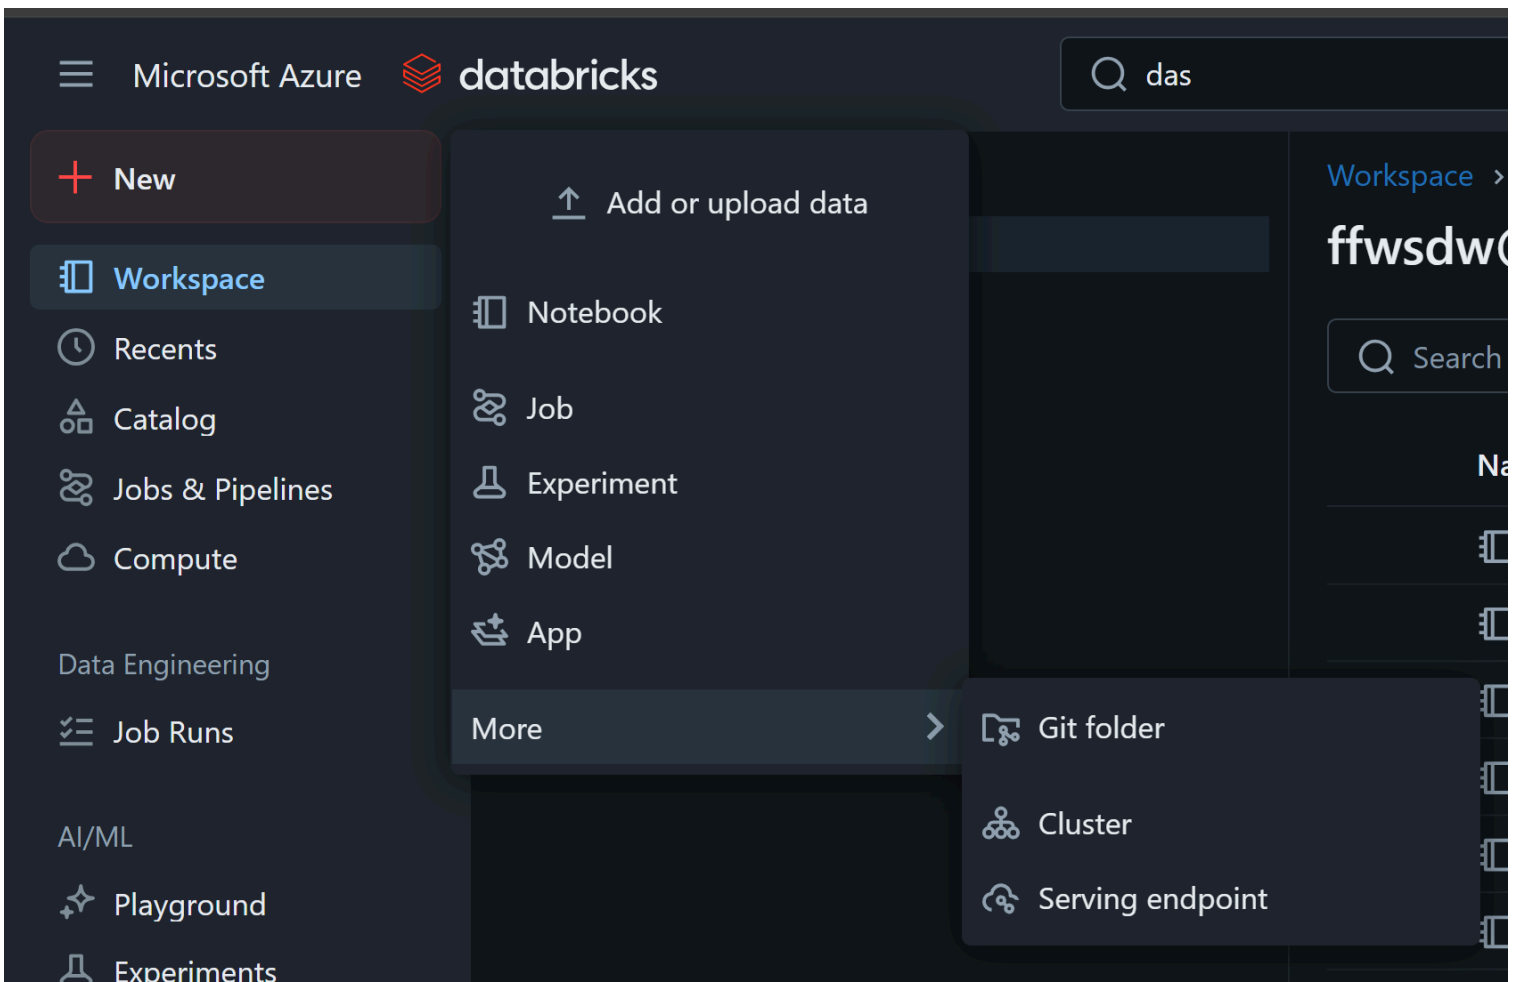 Microsoft Azure databricks
das
New
Workspace
Recents
Catalog
Jobs & Pipelines
Compute
Data Engineering
Job Runs
AI/ML
Playground
Experiments
Add or upload data
Notebook
Job
Experiment
Model
App
More
Git folder
Cluster
Serving endpoint
Workspace >
ffwsdw@
Search